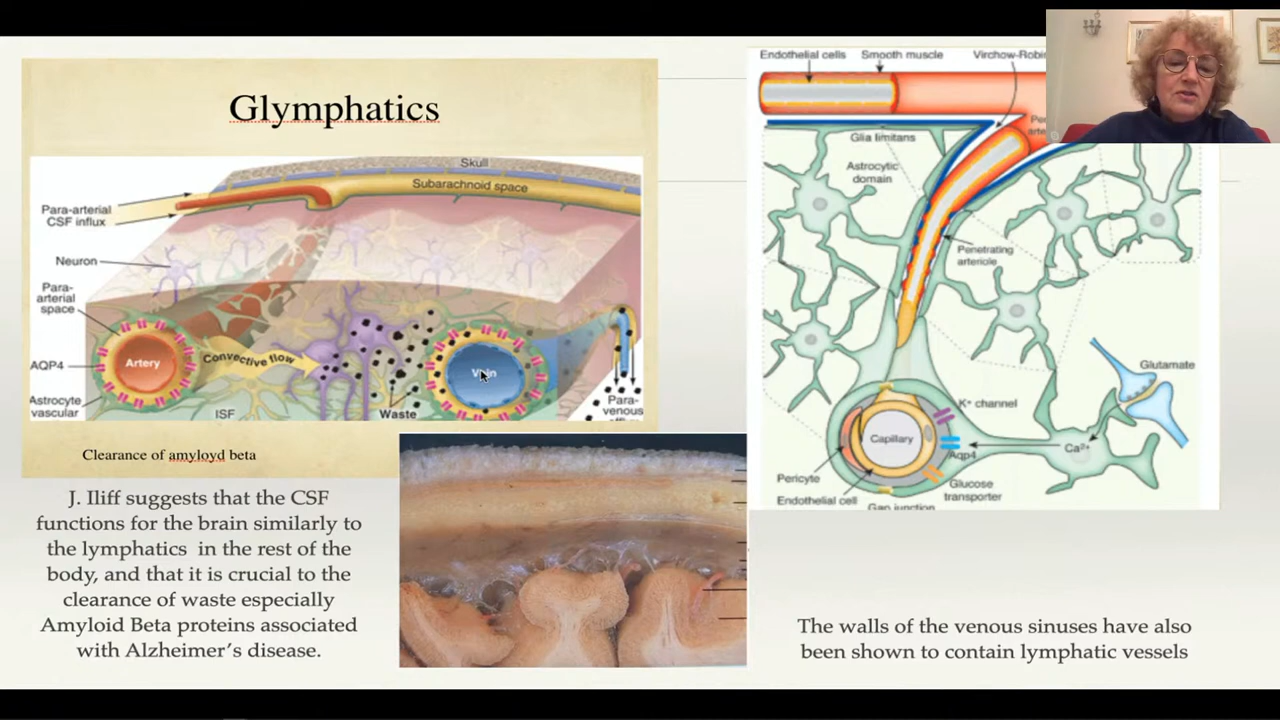 Glymphatics
Skull
Subarachnoid space
Para-arterial
CSF influx
Neuron
Para-
arterial
space
AQP4
Artery
Convective flow
Astrocyte
vascular
ISF
Waste
Para-
venous
Clearance of amyloyd beta
J. Iliff suggests that the CSF
functions for the brain similarly to
the lymphatics in the rest of the
body, and that it is crucial to the
clearance of waste especially
Amyloid Beta proteins associated
with Alzheimer’s disease.
Endothelial cells
Smooth muscle
Glia limitans
Astrocytic
domain
Penetrating
arteriole
Glutamate
K+ channel
Capillary
Ca2+
Aqp4
Pericyte
Glucose
transporter
Endothelial cell
Gap junction
The walls of the venous sinuses have also
been shown to contain lymphatic vessels